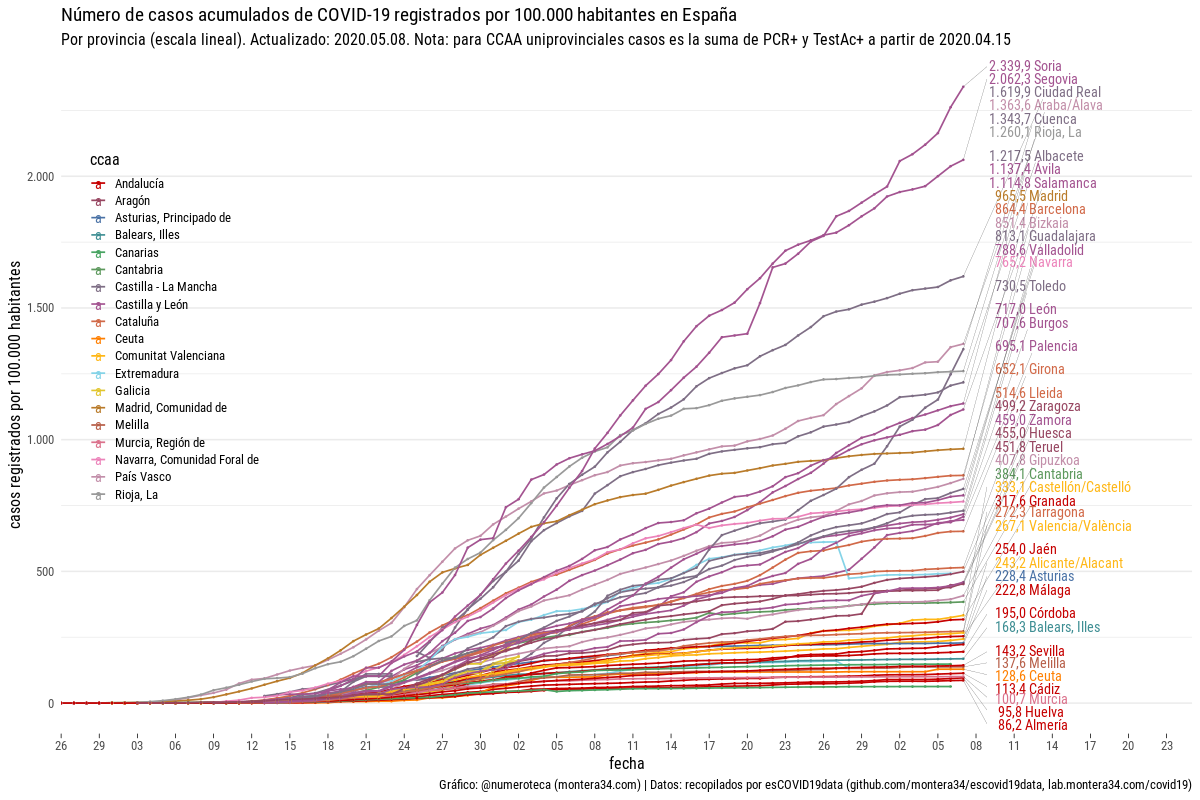 Número de casos acumulados de COVID-19 registrados por 100.000 habitantes en España
Por provincia (escala lineal). Actualizado: 2020.05.08. Nota: para CCAA uniprovinciales casos es la suma de PCR+ y TestAc+ a partir de 2020.04.15
casos registrados por 100.000 habitantes
2.000
1.500
1.000
500
0
ccaa
Andalucía
Aragón
Asturias, Principado de
Balears, Illes
Canarias
Cantabria
Castilla - La Mancha
Castilla y León
Cataluña
Ceuta
Comunitat Valenciana
Extremadura
Galicia
Madrid, Comunidad de
Melilla
Murcia, Región de
Navarra, Comunidad Foral de
País Vasco
Rioja, La
2.339,9 Soria
2.062,3 Segovia
1.619,9 Ciudad Real
1.363,6 Araba/Álava
1.343,7 Cuenca
1.260,1 Rioja, La
1.217,5 Albacete
1.137,4 Ávila
1.114,8 Salamanca
965,5 Madrid
864,4 Barcelona
851,4 Bizkaia
813,1 Guadalajara
788,6 Valladolid
765,2 Navarra
730,5 Toledo
717,0 León
707,6 Burgos
695,1 Palencia
652,1 Girona
514,6 Lleida
499,2 Zaragoza
459,0 Zamora
455,0 Huesca
451,8 Teruel
407,8 Gipuzkoa
384,1 Cantabria
333,7 Castellón/Castelló
317,6 Granada
272,3 Tarragona
267,1 Valencia/València
254,0 Jaén
243,2 Alicante/Alacant
228,4 Asturias
222,8 Málaga
195,0 Córdoba
168,3 Balears, Illes
143,2 Sevilla
137,6 Melilla
128,6 Ceuta
113,4 Cádiz
100,7 Murcia
95,8 Huelva
86,2 Almería
26 29 03 06 09 12 15 18 21 24 27 30 02 05 08 11 14 17 20 23 26 29 02 05 08 11 14 17 20 23
fecha
Gráfico: @numeroteca (montera34.com) | Datos: recopilados por esCOVID19data (github.com/montera34/escovid19data, lab.montera34.com/covid19)